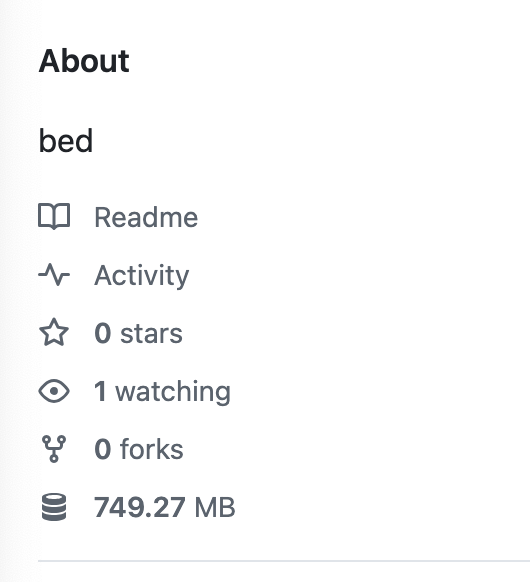 About
bed
Readme
Activity
0 stars
1 watching
0 forks
749.27 MB